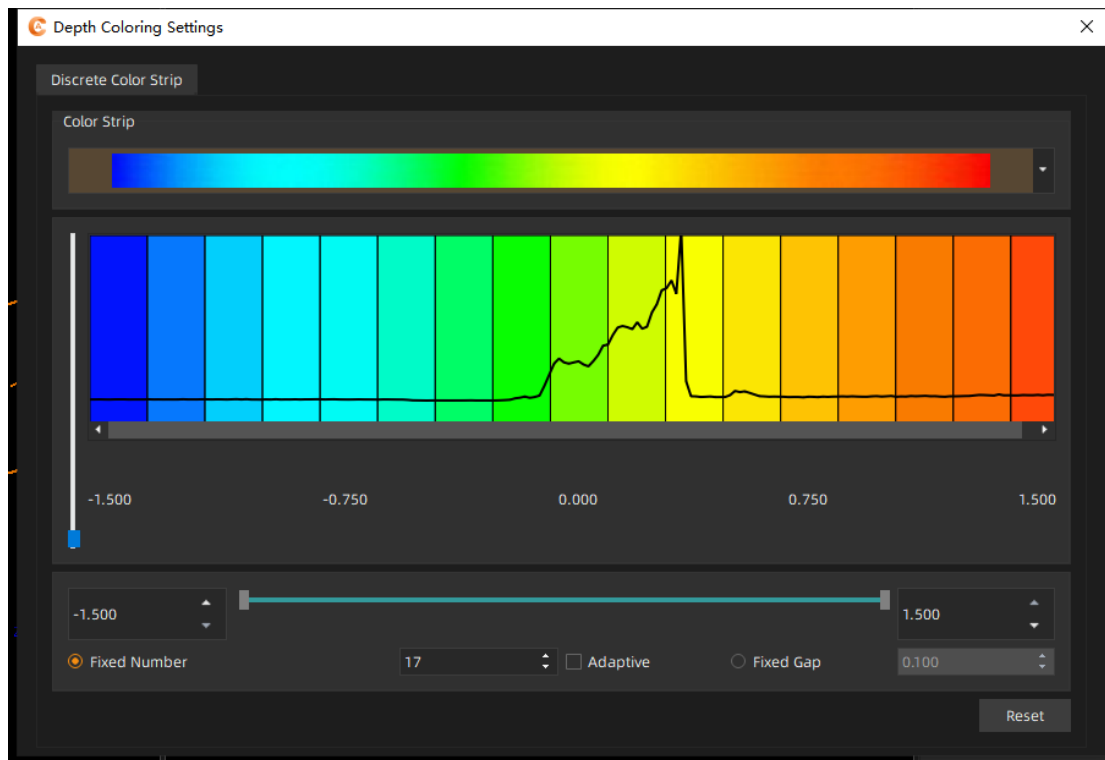 Depth Coloring Settings
Discrete Color Strip
Color Strip
-1.500 -0.750 0.000 0.750 1.500
-1.500 1.500
Fixed Number 17 Adaptive Fixed Gap 0.100
Reset